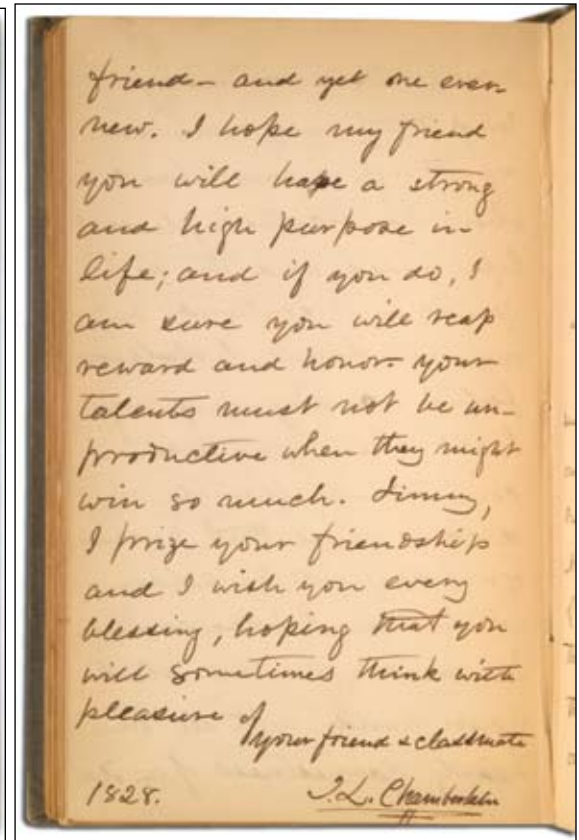 friend – and yet one ever
new. I hope my friend
you will have a strong
and high purpose in
life; and if you do, I
am sure you will reap
reward and honor – your
talents must not be un-
productive when they might
win so much. Jimmy,
I prize your friendship
and I wish you every
blessing, hoping that you
will sometimes think with
pleasure of
your friend & classmate
1828. J. L. Chamberlain